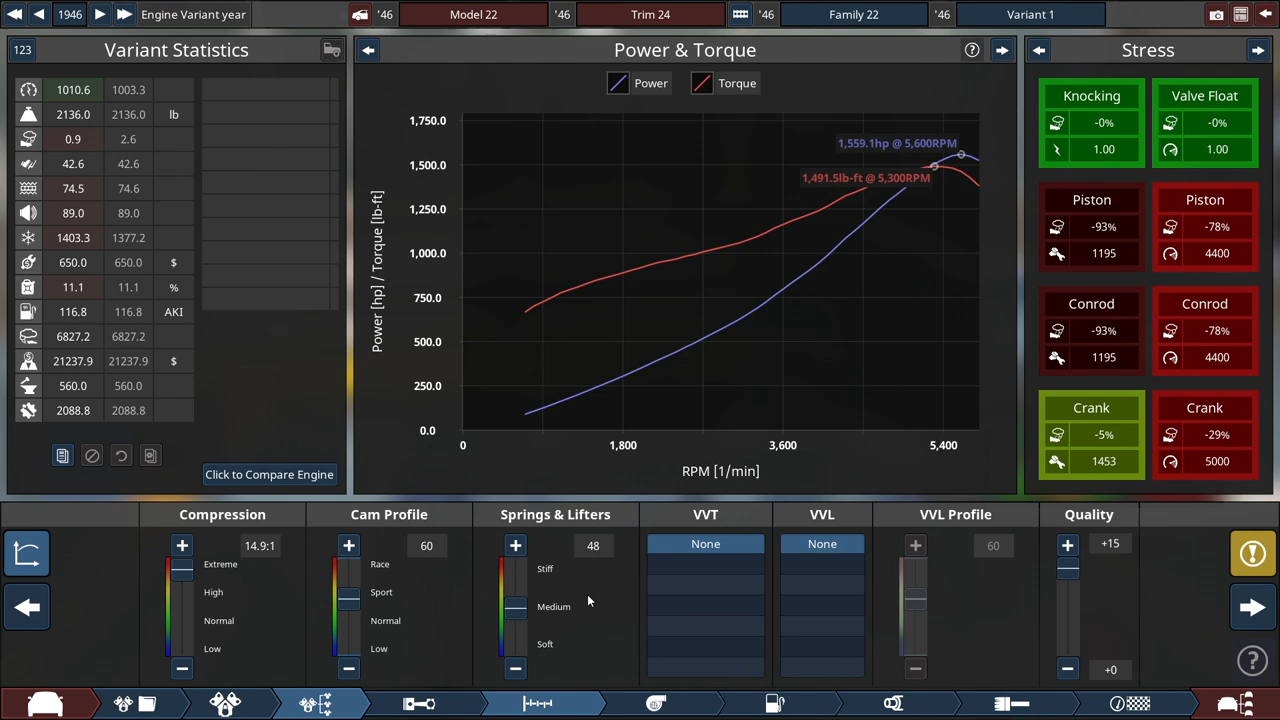 1946 Engine Variant year '46 Model 22 '46 Trim 24 '46 Family 22 '46 Variant 1
123 Variant Statistics
Power & Torque
Stress
1010.6 1003.3
2136.0 2136.0 lb
0.9 2.6
42.6 42.6
74.5 74.6
89.0 89.0
1403.3 1377.2
650.0 650.0 $
11.1 11.1 %
116.8 116.8 AKI
6827.2 6827.2
21237.9 21237.9 $
560.0 560.0
2088.8 2088.8
Click to Compare Engine
Power Torque
1,750.0
1,500.0
1,250.0
1,000.0
750.0
500.0
250.0
0.0
Power [hp] / Torque [lb-ft]
1,559.1hp @ 5,600RPM
1,491.5lb-ft @ 5,300RPM
0 1,800 3,600 5,400
RPM [1/min]
Knocking Valve Float
-0% -0%
1.00 1.00
Piston Piston
-93% -78%
1195 4400
Conrod Conrod
-93% -78%
1195 4400
Crank Crank
-5% -29%
1453 5000
Compression
14.9:1
Extreme
High
Normal
Low
Cam Profile
60
Race
Sport
Normal
Low
Springs & Lifters
48
Stiff
Medium
Soft
VVT
None
VVL
None
VVL Profile
60
Quality
+15
+0